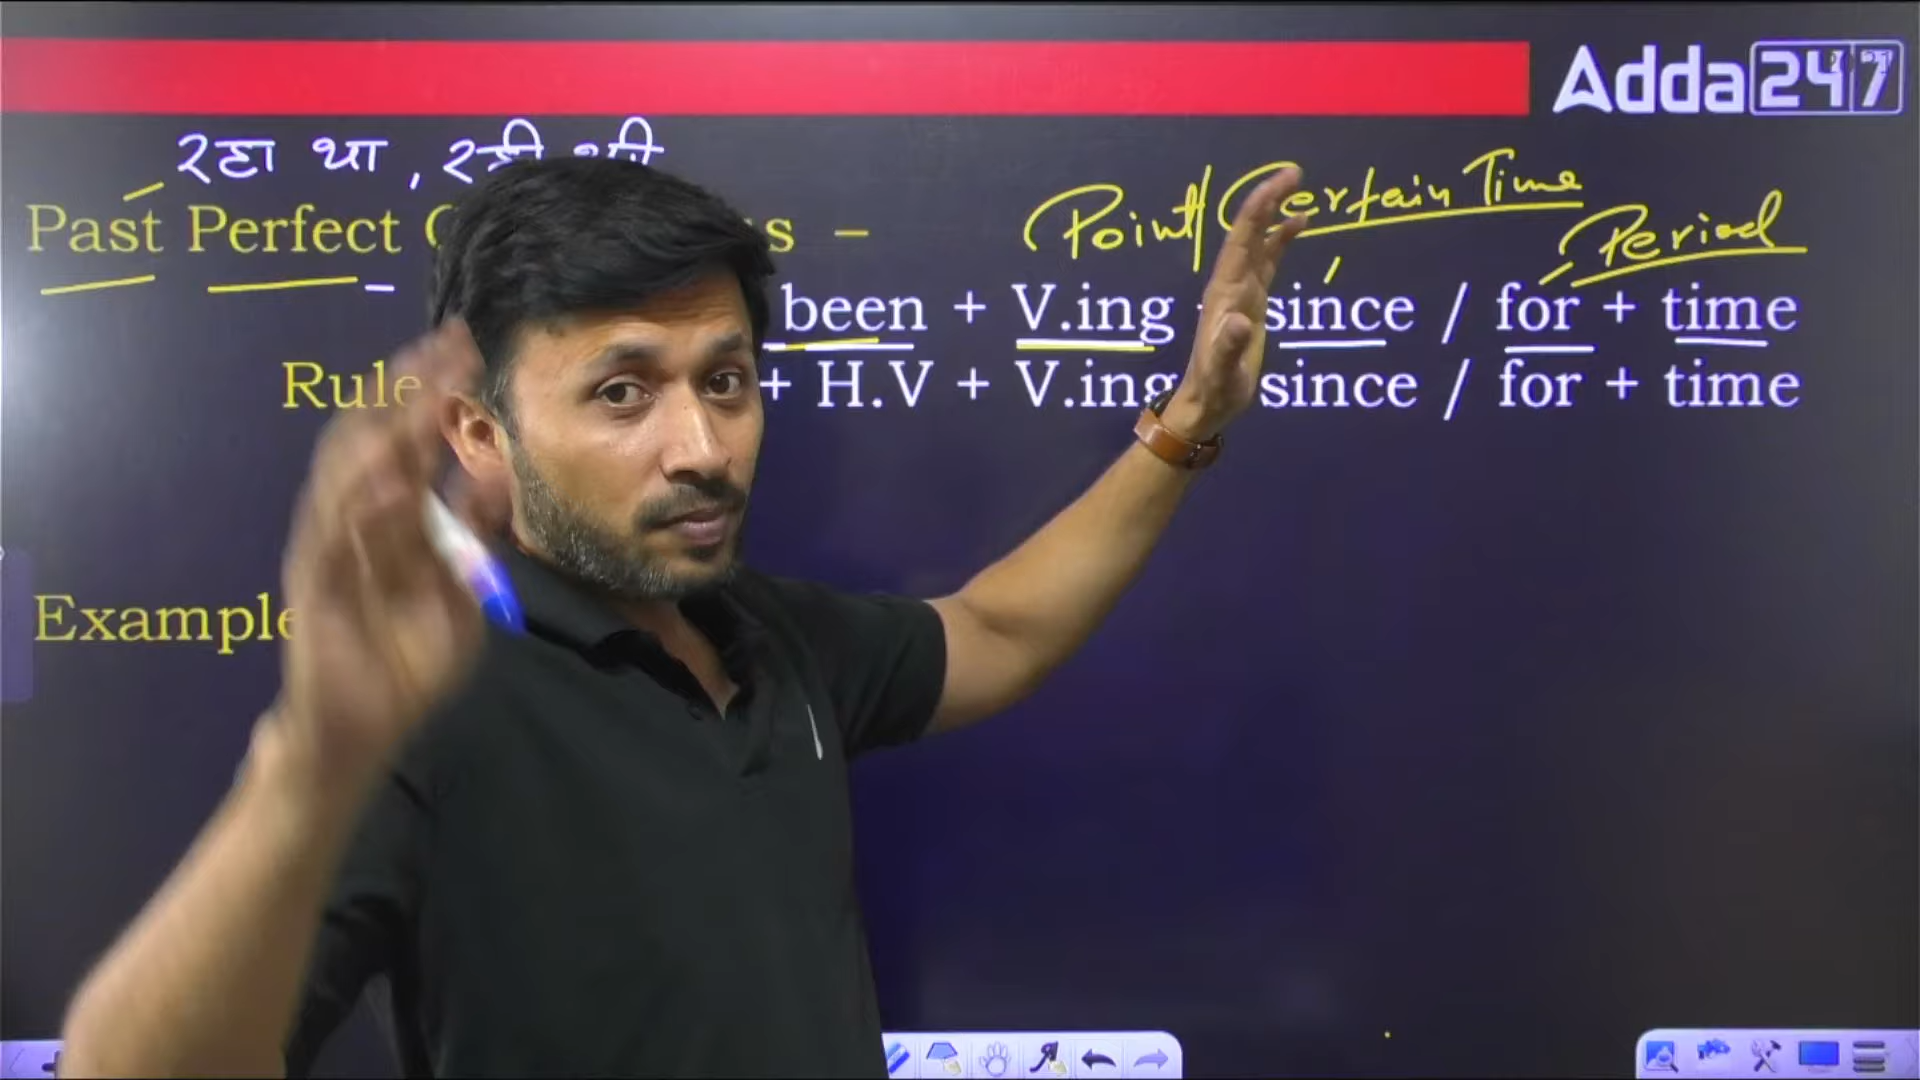 Adda247
रहा था, रही थी
Point/ Certain Time
Past Perfect
Period
been + V.ing since / for + time
Rule + H.V + V.ing since / for + time
Example